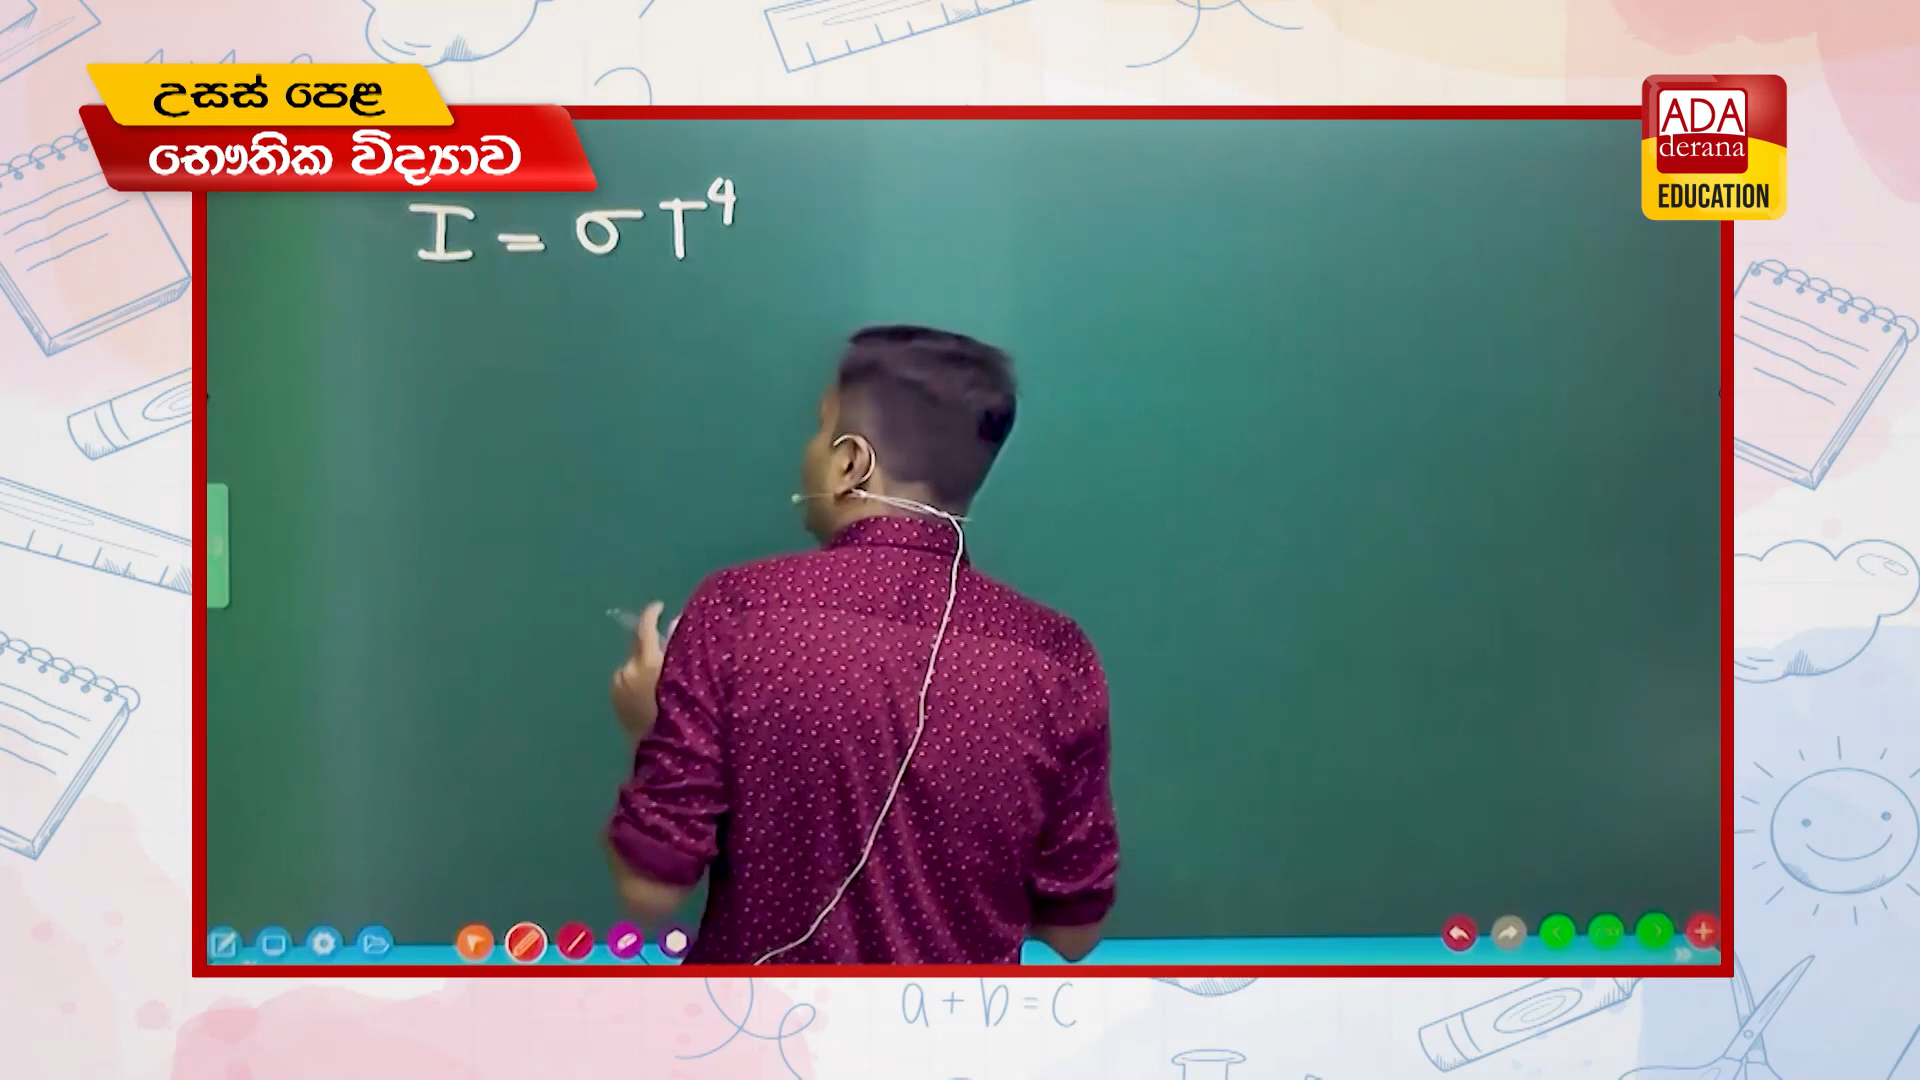 උසස් පෙළ
භෞතික විද්‍යාව
ADA
derana
EDUCATION
I = σT⁴
a + b = c